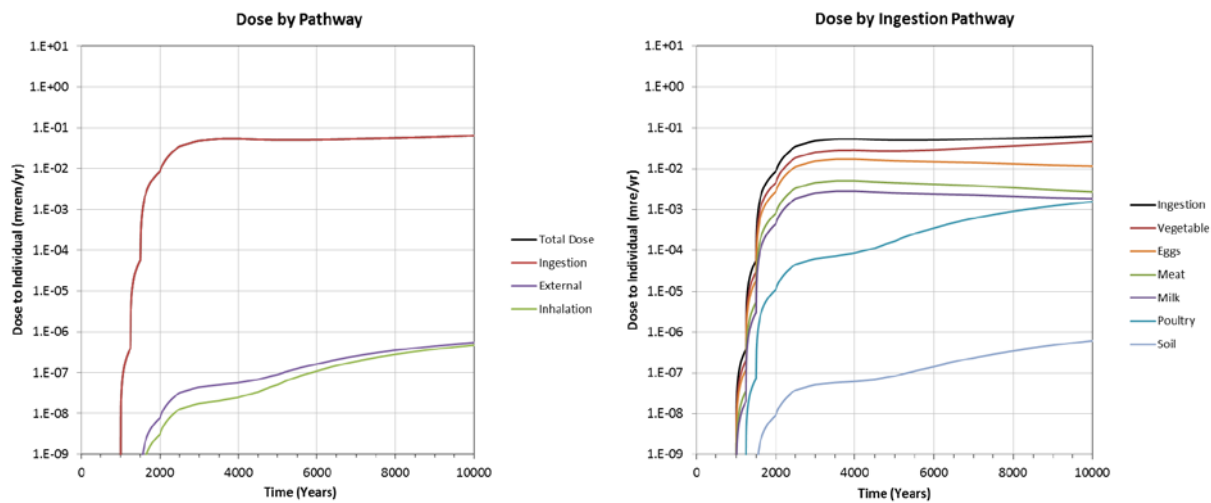 Dose by Pathway
1.E+01
1.E+00
1.E-01
1.E-02
1.E-03
1.E-04
1.E-05
1.E-06
1.E-07
1.E-08
1.E-09
Dose to Individual (mrem/yr)
0 2000 4000 6000 8000 10000
Time (Years)
Total Dose
Ingestion
External
Inhalation
Dose by Ingestion Pathway
1.E+01
1.E+00
1.E-01
1.E-02
1.E-03
1.E-04
1.E-05
1.E-06
1.E-07
1.E-08
1.E-09
Dose to Individual (mre/yr)
0 2000 4000 6000 8000 10000
Time (Years)
Ingestion
Vegetable
Eggs
Meat
Milk
Poultry
Soil